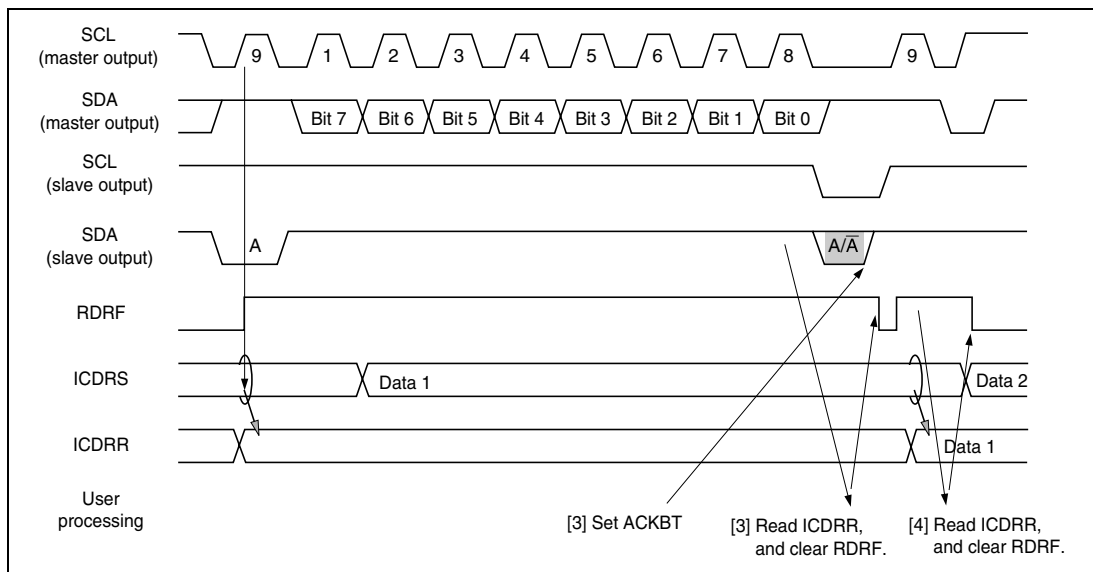 SCL
(master output)
9 1 2 3 4 5 6 7 8 9
SDA
(master output)
Bit 7 Bit 6 Bit 5 Bit 4 Bit 3 Bit 2 Bit 1 Bit 0
SCL
(slave output)
SDA
(slave output)
A A/A̅
RDRF
ICDRS
Data 1 Data 2
ICDRR
Data 1
User
processing
[3] Set ACKBT
[3] Read ICDRR,
and clear RDRF.
[4] Read ICDRR,
and clear RDRF.